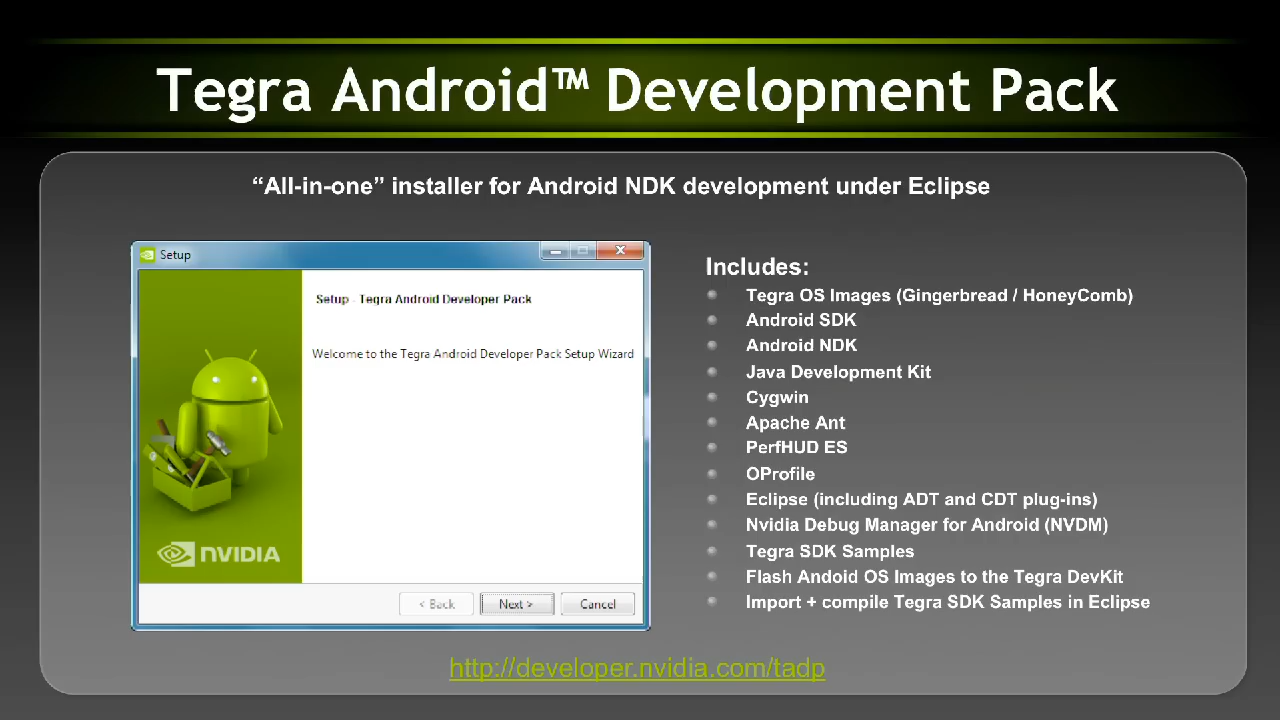 Tegra Android™ Development Pack
“All-in-one” installer for Android NDK development under Eclipse
Setup
Setup - Tegra Android Developer Pack
Welcome to the Tegra Android Developer Pack Setup Wizard
NVIDIA
< Back
Next >
Cancel
Includes:
Tegra OS Images (Gingerbread / HoneyComb)
Android SDK
Android NDK
Java Development Kit
Cygwin
Apache Ant
PerfHUD ES
OProfile
Eclipse (including ADT and CDT plug-ins)
Nvidia Debug Manager for Android (NVDM)
Tegra SDK Samples
Flash Andoid OS Images to the Tegra DevKit
Import + compile Tegra SDK Samples in Eclipse
http://developer.nvidia.com/tadp